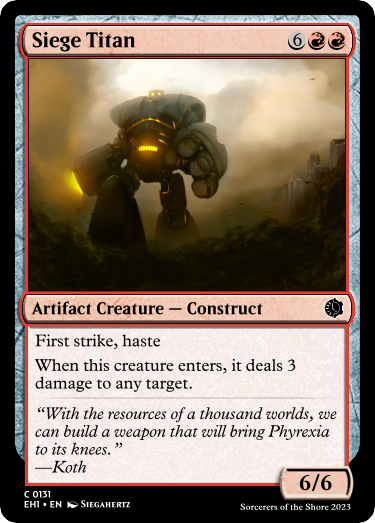 Siege Titan 6
Artifact Creature — Construct
First strike, haste
When this creature enters, it deals 3
damage to any target.
“With the resources of a thousand worlds, we
can build a weapon that will bring Phyrexia
to its knees.”
—Koth
6/6
C 0131
EH1 • EN SIEGAHERTZ
Sorcerers of the Shore 2023